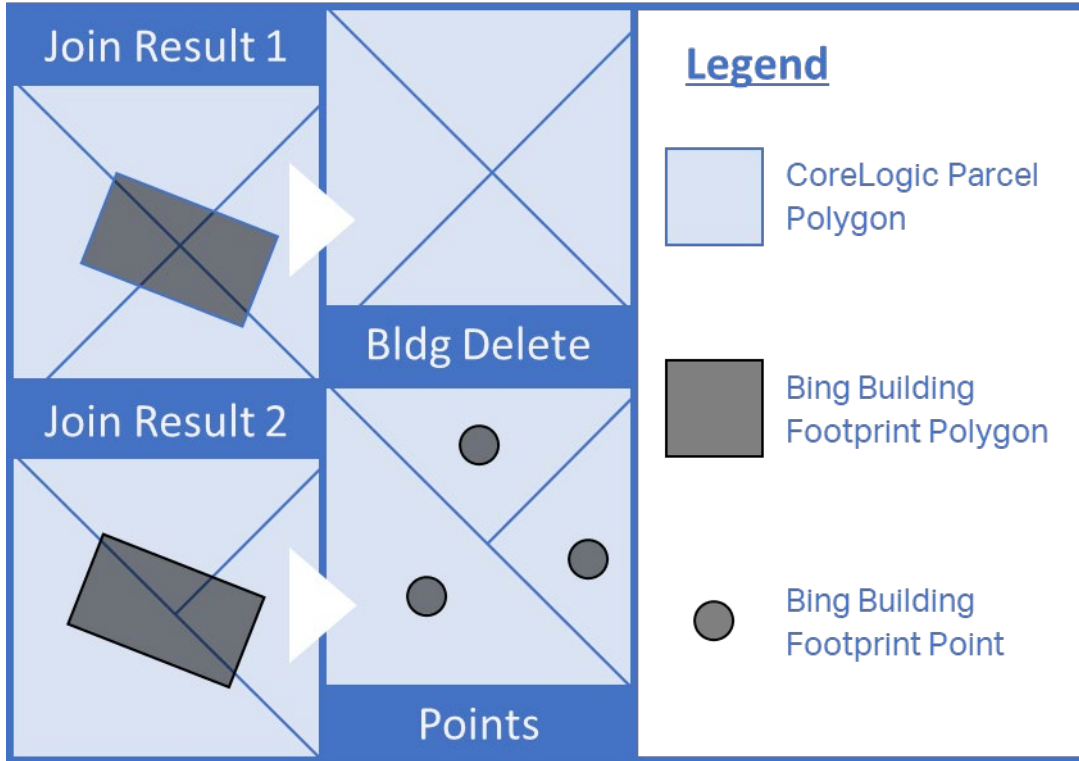 Join Result 1
Bldg Delete
Join Result 2
Points
Legend
CoreLogic Parcel
Polygon
Bing Building
Footprint Polygon
Bing Building
Footprint Point